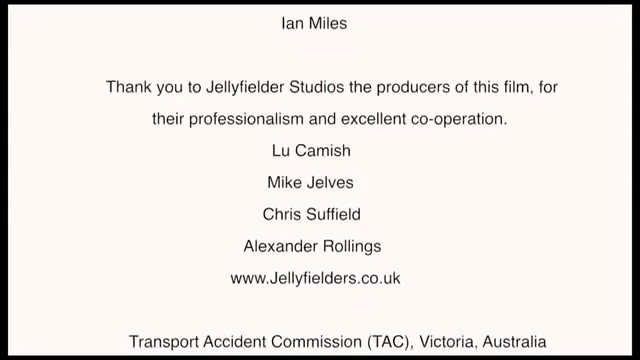 Ian Miles
Thank you to Jellyfielder Studios the producers of this film, for
their professionalism and excellent co-operation.
Lu Camish
Mike Jelves
Chris Suffield
Alexander Rollings
www.Jellyfielders.co.uk
Transport Accident Commission (TAC), Victoria, Australia